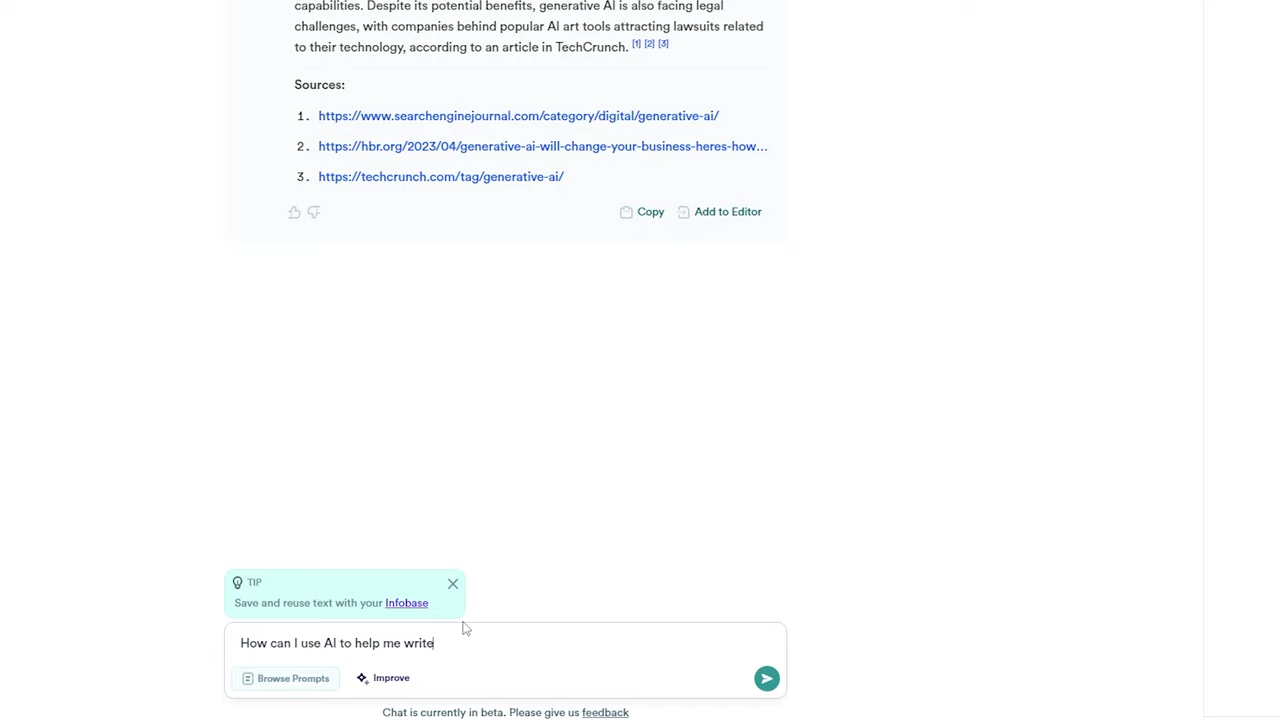 capabilities. Despite its potential benefits, generative AI is also facing legal
challenges, with companies behind popular AI art tools attracting lawsuits related
to their technology, according to an article in TechCrunch. [1] [2] [3]
Sources:
1. https://www.searchenginejournal.com/category/digital/generative-ai/
2. https://hbr.org/2023/04/generative-ai-will-change-your-business-heres-how...
3. https://techcrunch.com/tag/generative-ai/
Copy Add to Editor
TIP
Save and reuse text with your Infobase
How can I use AI to help me write
Browse Prompts Improve
Chat is currently in beta. Please give us feedback